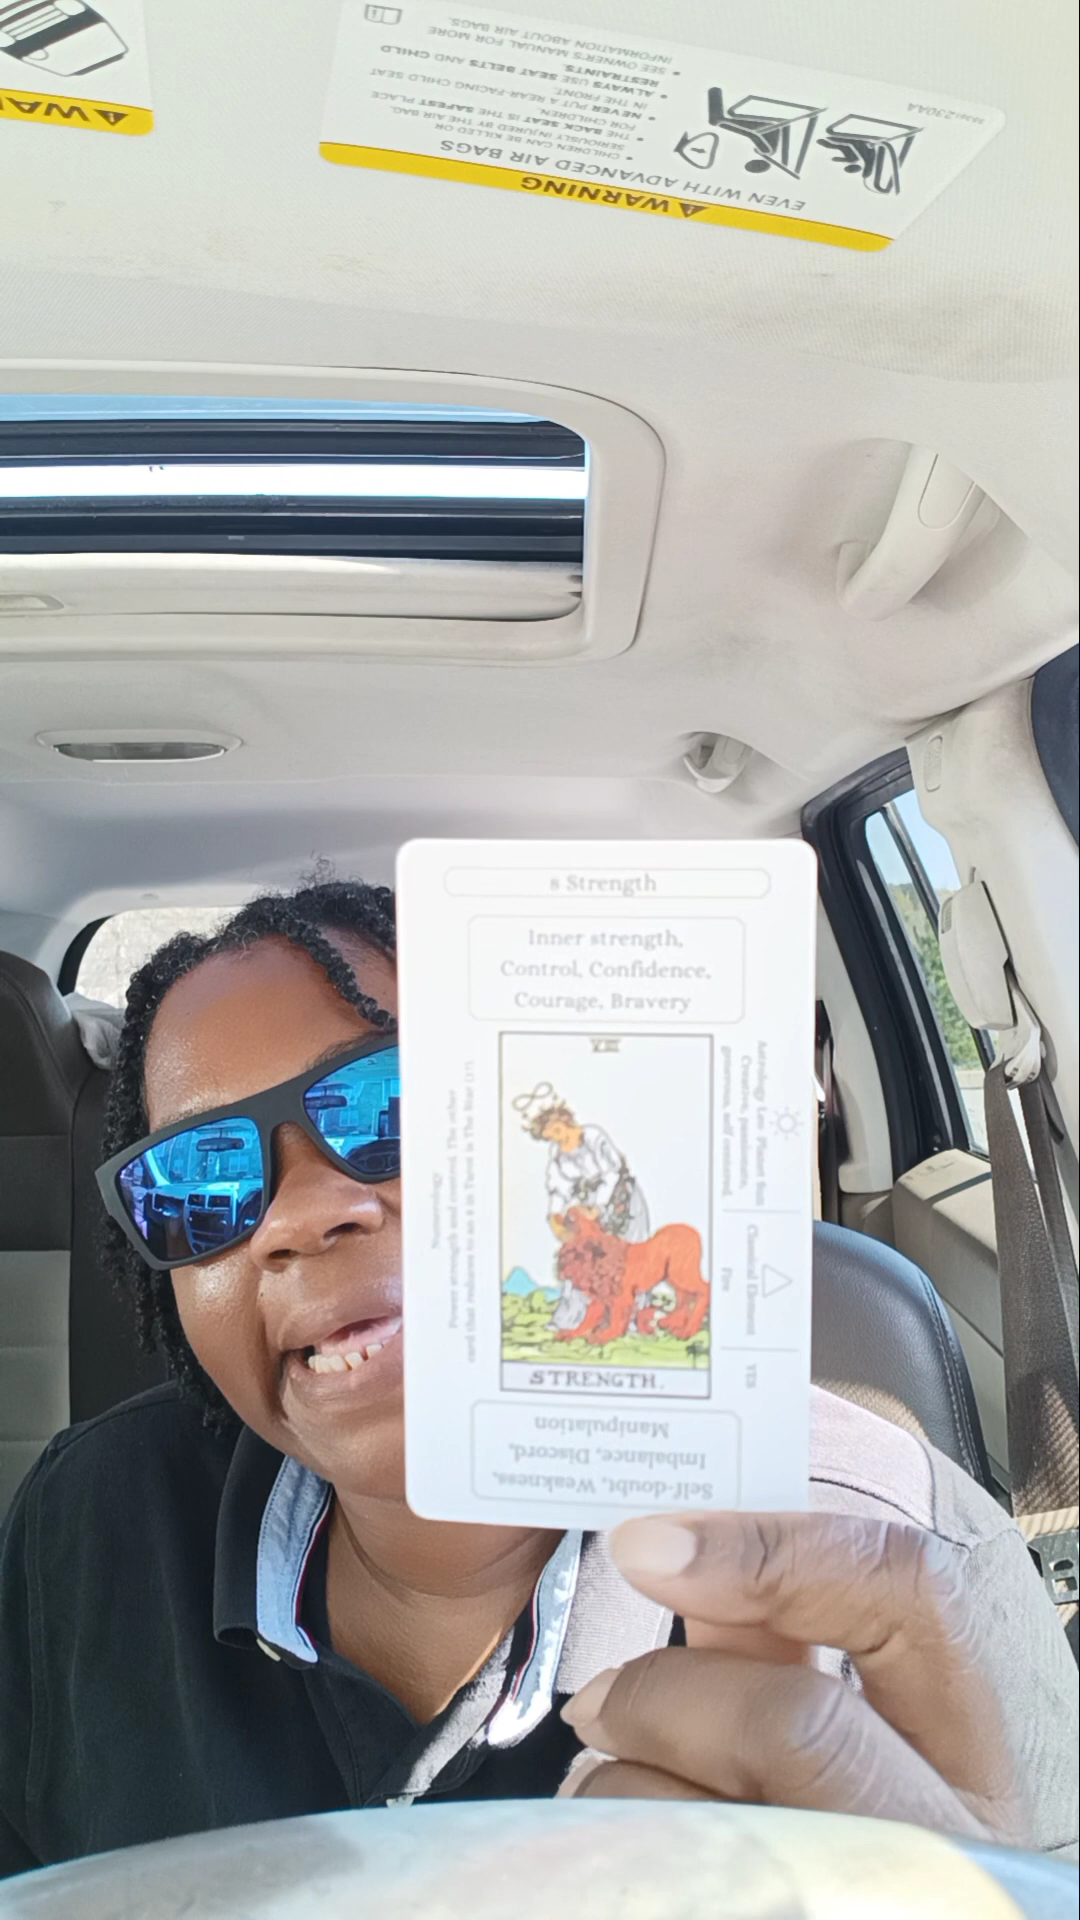 WARNING
EVEN WITH ADVANCED AIR BAGS
• CHILDREN CAN BE KILLED OR
SERIOUSLY INJURED BY THE AIR BAG.
• THE BACK SEAT IS THE SAFEST PLACE
FOR CHILDREN.
• NEVER PUT A REAR-FACING CHILD SEAT
IN THE FRONT.
• ALWAYS USE SEAT BELTS AND CHILD
RESTRAINTS.
• SEE OWNER'S MANUAL FOR MORE
INFORMATION ABOUT AIR BAGS.
8 Strength
Inner strength,
Control, Confidence,
Courage, Bravery
VIII
STRENGTH.
Self-doubt, Weakness,
Imbalance, Discord,
Manipulation
Numerology
Power strength and control. The other
card that reduces to an 8 in Tarot is The Star (17)
Astrology Leo Planet Sun
Creative, passionate,
generous, self centered
Classical Element
Fire
YES